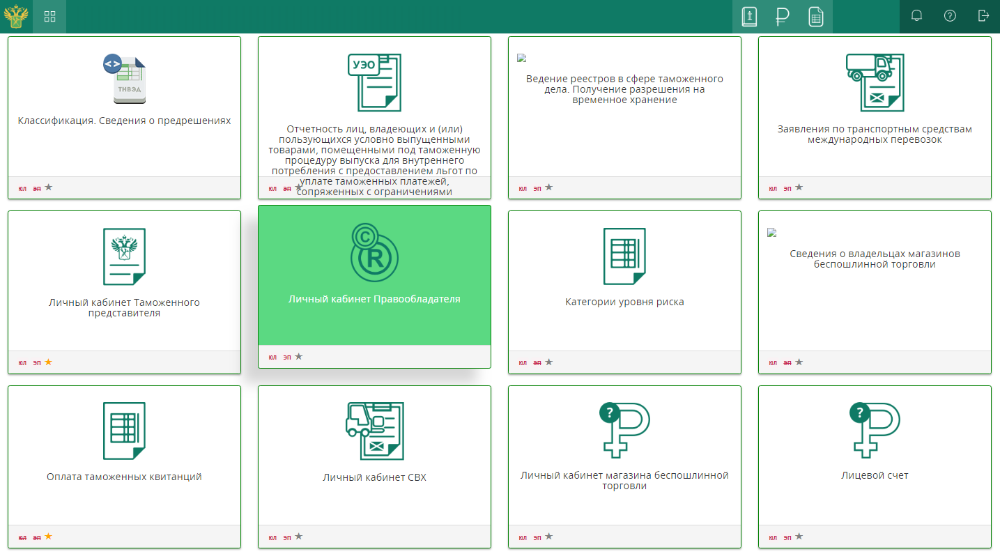 <>
ТНВЭД
Классификация. Сведения о предрешениях
юл эп
УЭО
Отчетность лиц, владеющих и (или)
пользующихся условно выпущенными
товарами, помещенными под таможенную
процедуру выпуска для внутреннего
потребления с предоставлением льгот по
уплате таможенных платежей,
сопряженных с ограничениями
юл эп
Ведение реестров в сфере таможенного
дела. Получение разрешения на
временное хранение
юл эп
Заявления по транспортным средствам
международных перевозок
юл эп
Личный кабинет Таможенного
представителя
юл эп
C
R
Личный кабинет Правообладателя
юл эп
Категории уровня риска
юл эп
Сведения о владельцах магазинов
беспошлинной торговли
юл эп
Оплата таможенных квитанций
юл эп
Личный кабинет СВХ
юл эп
?
Личный кабинет магазина беспошлинной
торговли
юл эп
?
Лицевой счет
юл эп